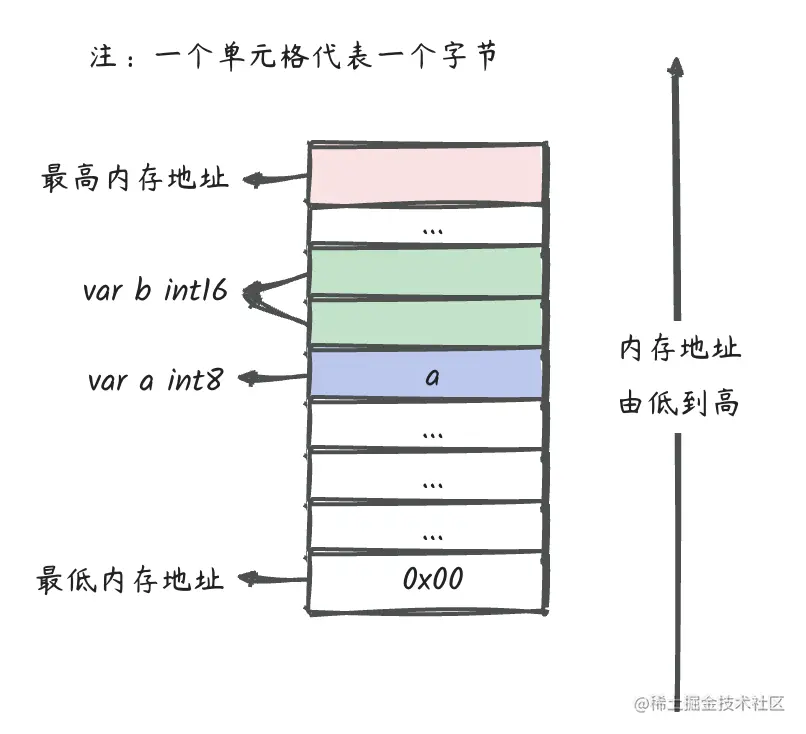 注：一个单元格代表一个字节
最高内存地址
...
var b int16
var a int8
a
内存地址
由低到高
...
...
...
最低内存地址
0x00
@稀土掘金技术社区